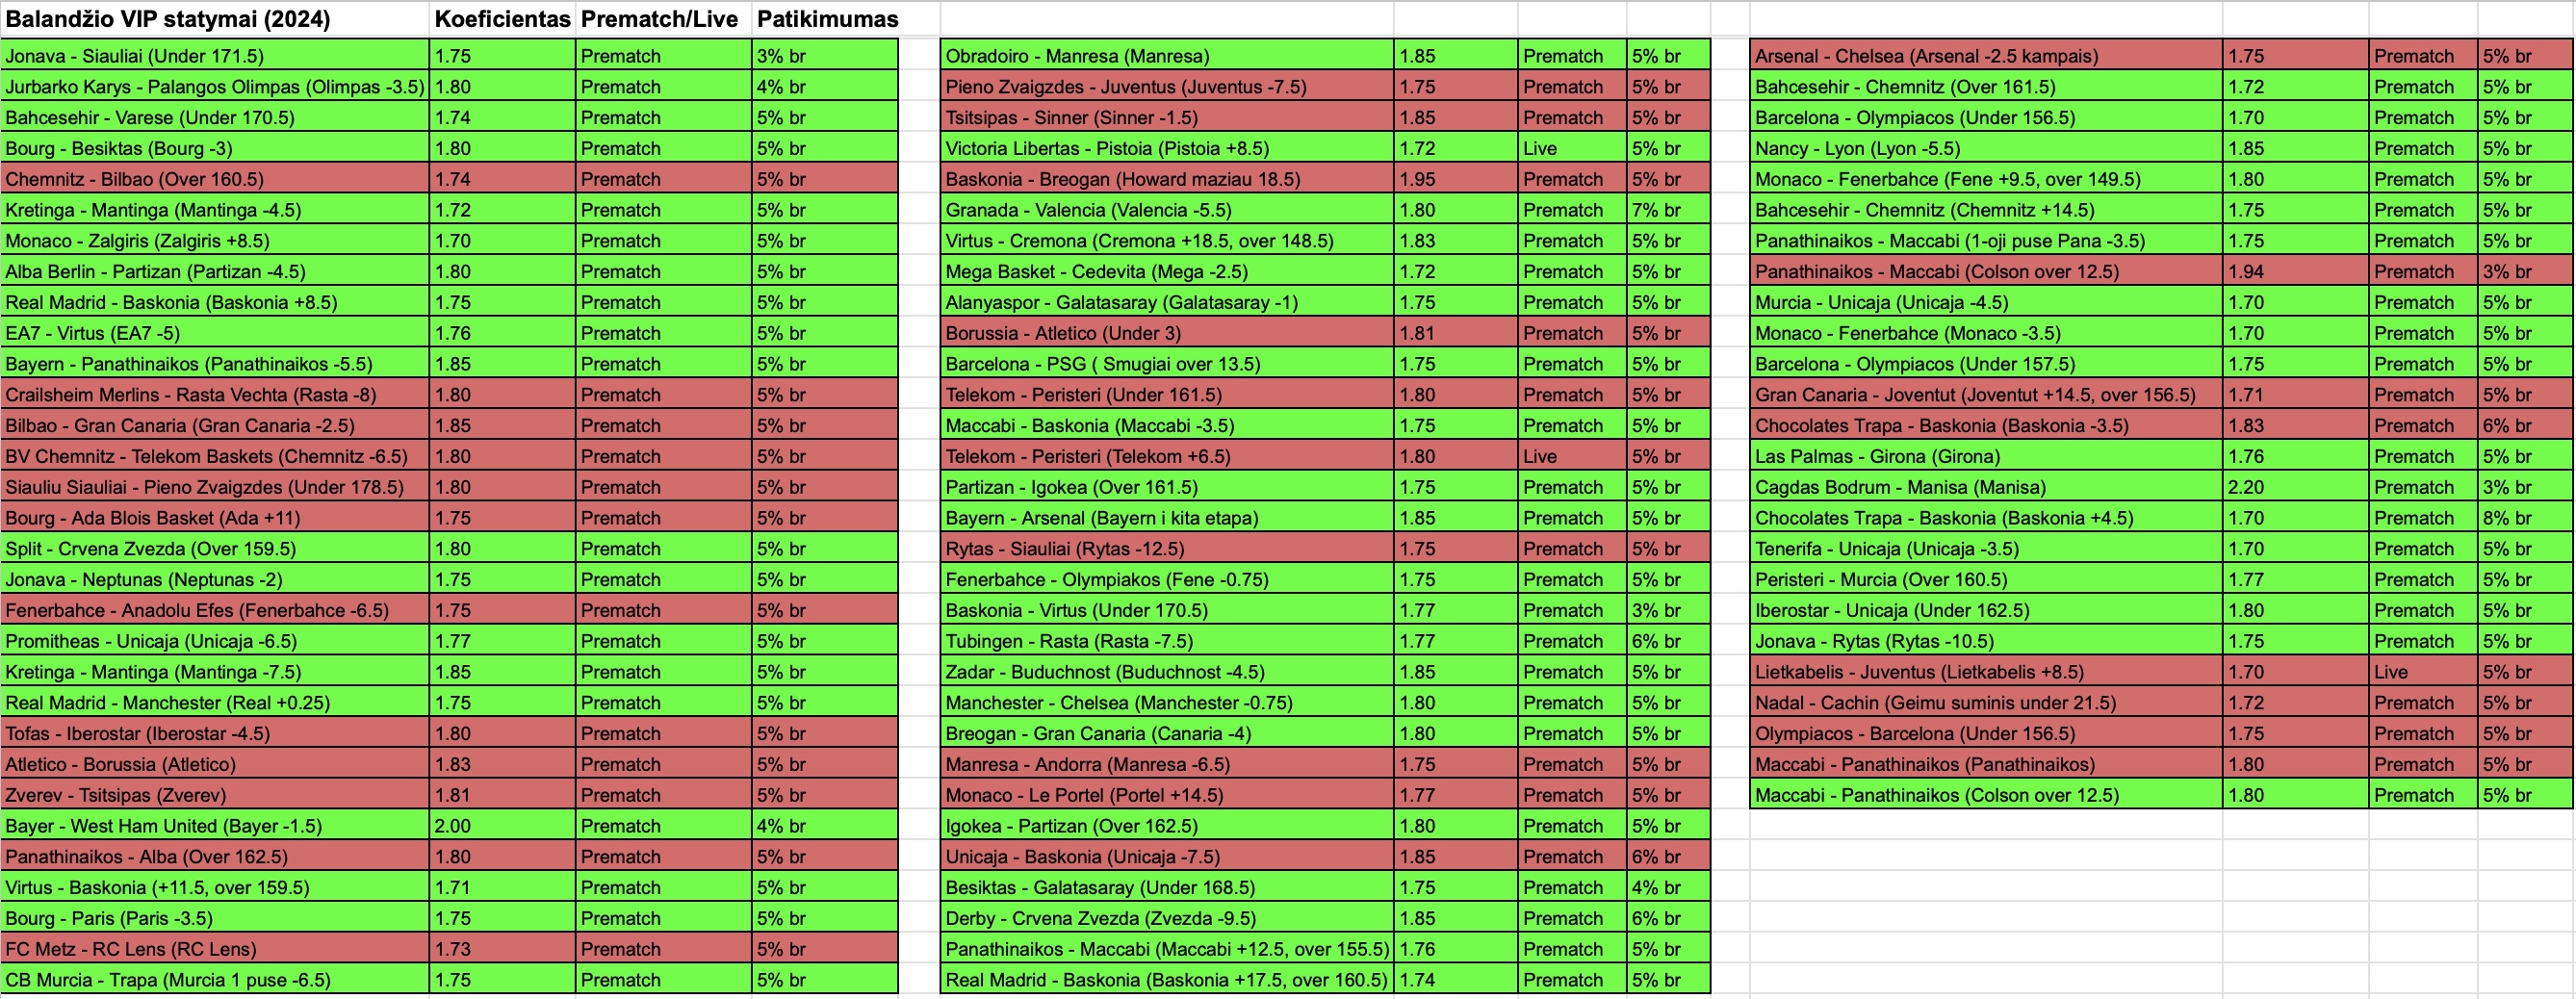 Balandžio VIP statymai (2024) Koeficientas Prematch/Live Patikimumas
Jonava - Siauliai (Under 171.5) 1.75 Prematch 3% br
Jurbarko Karys - Palangos Olimpas (Olimpas -3.5) 1.80 Prematch 4% br
Bahcesehir - Varese (Under 170.5) 1.74 Prematch 5% br
Bourg - Besiktas (Bourg -3) 1.80 Prematch 5% br
Chemnitz - Bilbao (Over 160.5) 1.74 Prematch 5% br
Kretinga - Mantinga (Mantinga -4.5) 1.72 Prematch 5% br
Monaco - Zalgiris (Zalgiris +8.5) 1.70 Prematch 5% br
Alba Berlin - Partizan (Partizan -4.5) 1.80 Prematch 5% br
Real Madrid - Baskonia (Baskonia +8.5) 1.75 Prematch 5% br
EA7 - Virtus (EA7 -5) 1.76 Prematch 5% br
Bayern - Panathinaikos (Panathinaikos -5.5) 1.85 Prematch 5% br
Crailsheim Merlins - Rasta Vechta (Rasta -8) 1.80 Prematch 5% br
Bilbao - Gran Canaria (Gran Canaria -2.5) 1.85 Prematch 5% br
BV Chemnitz - Telekom Baskets (Chemnitz -6.5) 1.80 Prematch 5% br
Siauliu Siauliai - Pieno Zvaigzdes (Under 178.5) 1.80 Prematch 5% br
Bourg - Ada Blois Basket (Ada +11) 1.75 Prematch 5% br
Split - Crvena Zvezda (Over 159.5) 1.80 Prematch 5% br
Jonava - Neptunas (Neptunas -2) 1.75 Prematch 5% br
Fenerbahce - Anadolu Efes (Fenerbahce -6.5) 1.75 Prematch 5% br
Promitheas - Unicaja (Unicaja -6.5) 1.77 Prematch 5% br
Kretinga - Mantinga (Mantinga -7.5) 1.85 Prematch 5% br
Real Madrid - Manchester (Real +0.25) 1.75 Prematch 5% br
Tofas - Iberostar (Iberostar -4.5) 1.80 Prematch 5% br
Atletico - Borussia (Atletico) 1.83 Prematch 5% br
Zverev - Tsitsipas (Zverev) 1.81 Prematch 5% br
Bayer - West Ham United (Bayer -1.5) 2.00 Prematch 4% br
Panathinaikos - Alba (Over 162.5) 1.80 Prematch 5% br
Virtus - Baskonia (+11.5, over 159.5) 1.71 Prematch 5% br
Bourg - Paris (Paris -3.5) 1.75 Prematch 5% br
FC Metz - RC Lens (RC Lens) 1.73 Prematch 5% br
CB Murcia - Trapa (Murcia 1 puse -6.5) 1.75 Prematch 5% br
Obradoiro - Manresa (Manresa) 1.85 Prematch 5% br
Pieno Zvaigzdes - Juventus (Juventus -7.5) 1.75 Prematch 5% br
Tsitsipas - Sinner (Sinner -1.5) 1.85 Prematch 5% br
Victoria Libertas - Pistoia (Pistoia +8.5) 1.72 Live 5% br
Baskonia - Breogan (Howard maziau 18.5) 1.95 Prematch 5% br
Granada - Valencia (Valencia -5.5) 1.80 Prematch 7% br
Virtus - Cremona (Cremona +18.5, over 148.5) 1.83 Prematch 5% br
Mega Basket - Cedevita (Mega -2.5) 1.72 Prematch 5% br
Alanyaspor - Galatasaray (Galatasaray -1) 1.75 Prematch 5% br
Borussia - Atletico (Under 3) 1.81 Prematch 5% br
Barcelona - PSG ( Smugiai over 13.5) 1.75 Prematch 5% br
Telekom - Peristeri (Under 161.5) 1.80 Prematch 5% br
Maccabi - Baskonia (Maccabi -3.5) 1.75 Prematch 5% br
Telekom - Peristeri (Telekom +6.5) 1.80 Live 5% br
Partizan - Igokea (Over 161.5) 1.75 Prematch 5% br
Bayern - Arsenal (Bayern i kita etapa) 1.85 Prematch 5% br
Rytas - Siauliai (Rytas -12.5) 1.75 Prematch 5% br
Fenerbahce - Olympiakos (Fene -0.75) 1.75 Prematch 5% br
Baskonia - Virtus (Under 170.5) 1.77 Prematch 3% br
Tubingen - Rasta (Rasta -7.5) 1.77 Prematch 6% br
Zadar - Buduchnost (Buduchnost -4.5) 1.85 Prematch 5% br
Manchester - Chelsea (Manchester -0.75) 1.80 Prematch 5% br
Breogan - Gran Canaria (Canaria -4) 1.80 Prematch 5% br
Manresa - Andorra (Manresa -6.5) 1.75 Prematch 5% br
Monaco - Le Portel (Portel +14.5) 1.77 Prematch 5% br
Igokea - Partizan (Over 162.5) 1.80 Prematch 5% br
Unicaja - Baskonia (Unicaja -7.5) 1.85 Prematch 6% br
Besiktas - Galatasaray (Under 168.5) 1.75 Prematch 4% br
Derby - Crvena Zvezda (Zvezda -9.5) 1.85 Prematch 6% br
Panathinaikos - Maccabi (Maccabi +12.5, over 155.5) 1.76 Prematch 5% br
Real Madrid - Baskonia (Baskonia +17.5, over 160.5) 1.74 Prematch 5% br
Arsenal - Chelsea (Arsenal -2.5 kampais) 1.75 Prematch 5% br
Bahcesehir - Chemnitz (Over 161.5) 1.72 Prematch 5% br
Barcelona - Olympiacos (Under 156.5) 1.70 Prematch 5% br
Nancy - Lyon (Lyon -5.5) 1.85 Prematch 5% br
Monaco - Fenerbahce (Fene +9.5, over 149.5) 1.80 Prematch 5% br
Bahcesehir - Chemnitz (Chemnitz +14.5) 1.75 Prematch 5% br
Panathinaikos - Maccabi (1-oji puse Pana -3.5) 1.75 Prematch 5% br
Panathinaikos - Maccabi (Colson over 12.5) 1.94 Prematch 3% br
Murcia - Unicaja (Unicaja -4.5) 1.70 Prematch 5% br
Monaco - Fenerbahce (Monaco -3.5) 1.70 Prematch 5% br
Barcelona - Olympiacos (Under 157.5) 1.75 Prematch 5% br
Gran Canaria - Joventut (Joventut +14.5, over 156.5) 1.71 Prematch 5% br
Chocolates Trapa - Baskonia (Baskonia -3.5) 1.83 Prematch 6% br
Las Palmas - Girona (Girona) 1.76 Prematch 5% br
Cagdas Bodrum - Manisa (Manisa) 2.20 Prematch 3% br
Chocolates Trapa - Baskonia (Baskonia +4.5) 1.70 Prematch 8% br
Tenerifa - Unicaja (Unicaja -3.5) 1.70 Prematch 5% br
Peristeri - Murcia (Over 160.5) 1.77 Prematch 5% br
Iberostar - Unicaja (Under 162.5) 1.80 Prematch 5% br
Jonava - Rytas (Rytas -10.5) 1.75 Prematch 5% br
Lietkabelis - Juventus (Lietkabelis +8.5) 1.70 Live 5% br
Nadal - Cachin (Geimu suminis under 21.5) 1.72 Prematch 5% br
Olympiacos - Barcelona (Under 156.5) 1.75 Prematch 5% br
Maccabi - Panathinaikos (Panathinaikos) 1.80 Prematch 5% br
Maccabi - Panathinaikos (Colson over 12.5) 1.80 Prematch 5% br